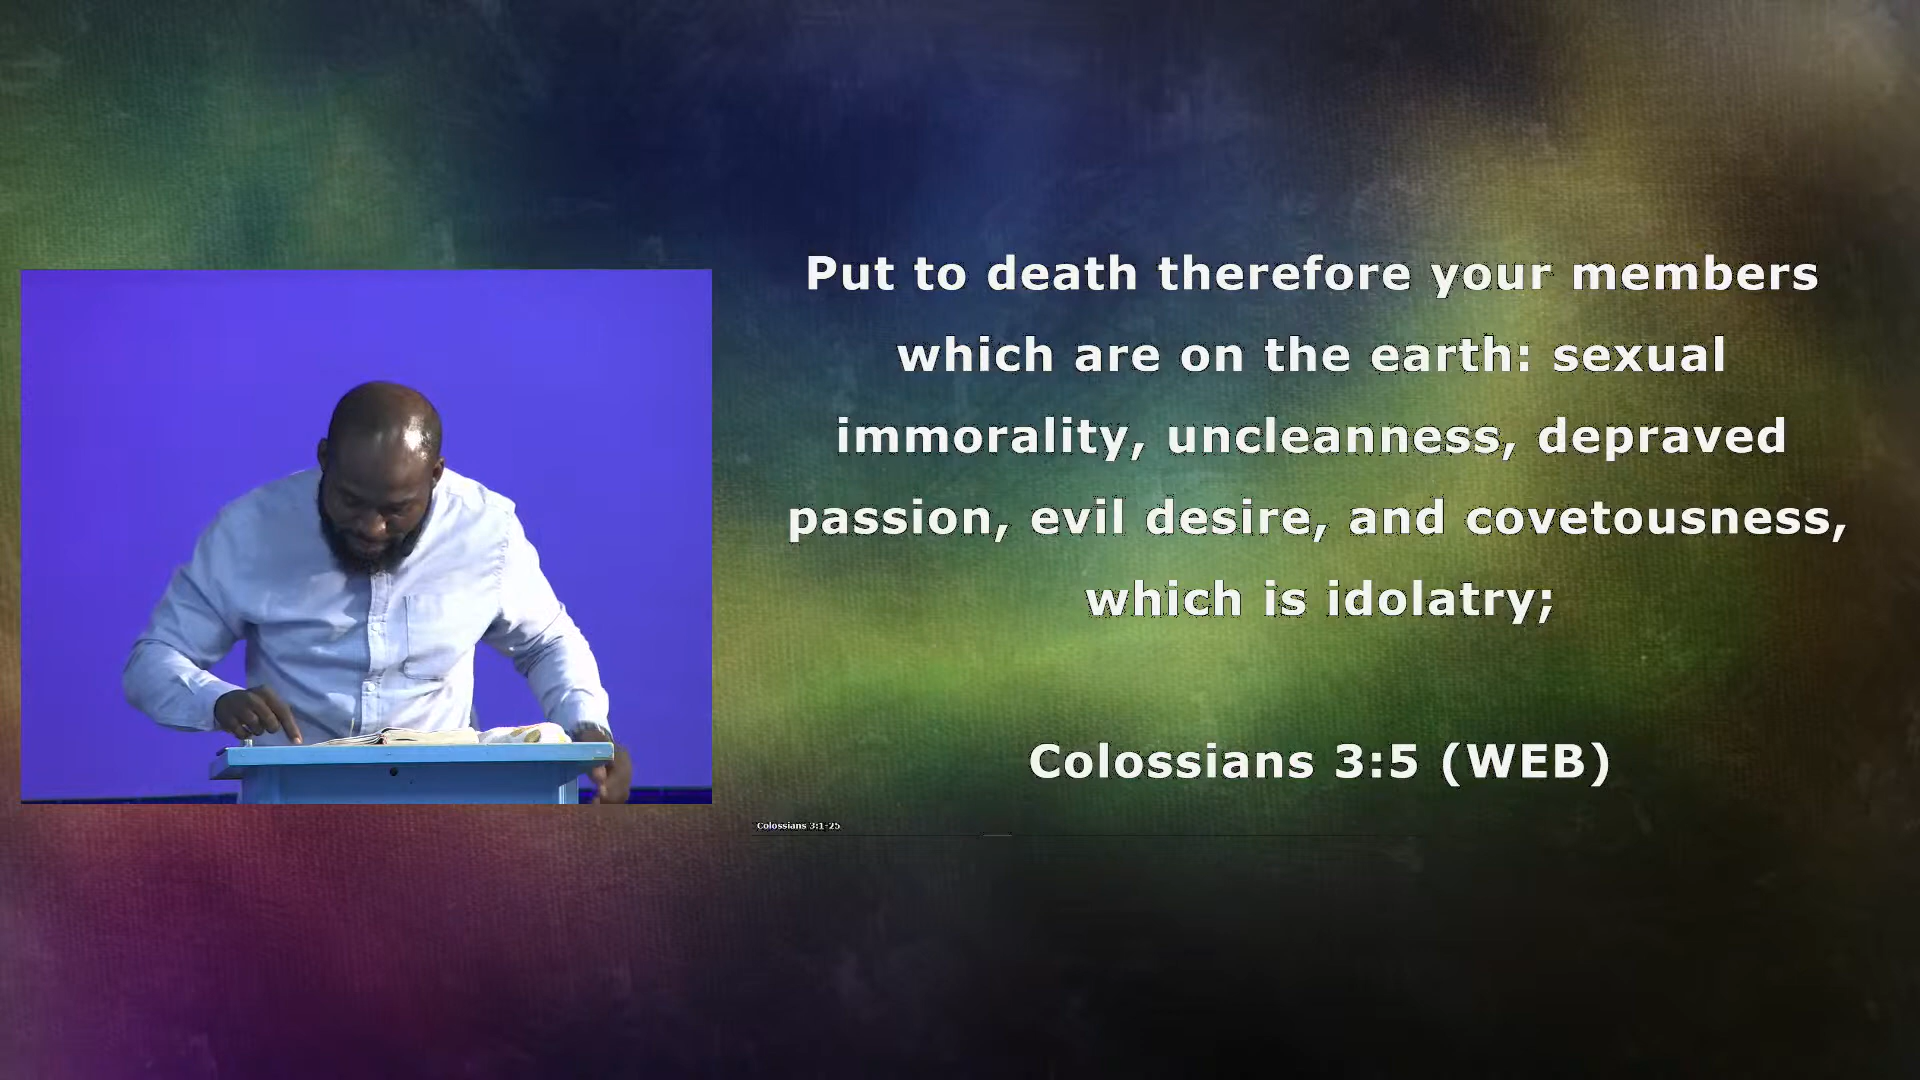 Put to death therefore your members
which are on the earth: sexual
immorality, uncleanness, depraved
passion, evil desire, and covetousness,
which is idolatry;
Colossians 3:5 (WEB)
Colossians 3:1-25